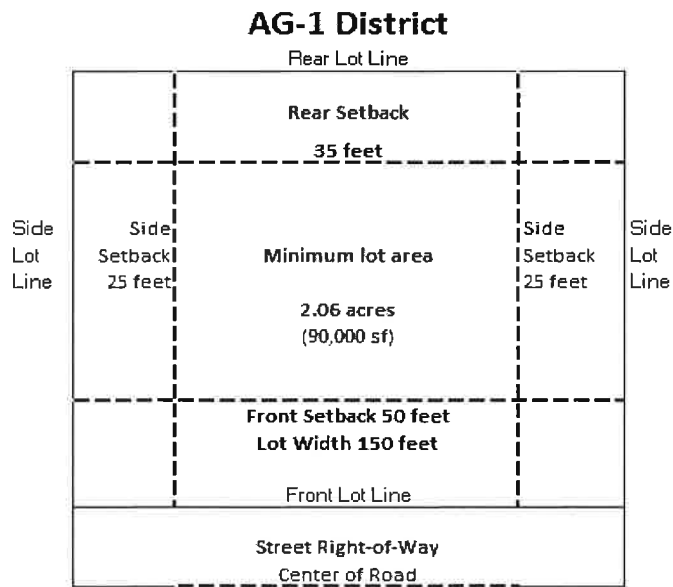 AG-1 District
Rear Lot Line
Rear Setback
35 feet
Side
Lot
Line
Side
Setback
25 feet
Minimum lot area
2.06 acres
(90,000 sf)
Side
Setback
25 feet
Side
Lot
Line
Front Setback 50 feet
Lot Width 150 feet
Front Lot Line
Street Right-of-Way
Center of Road